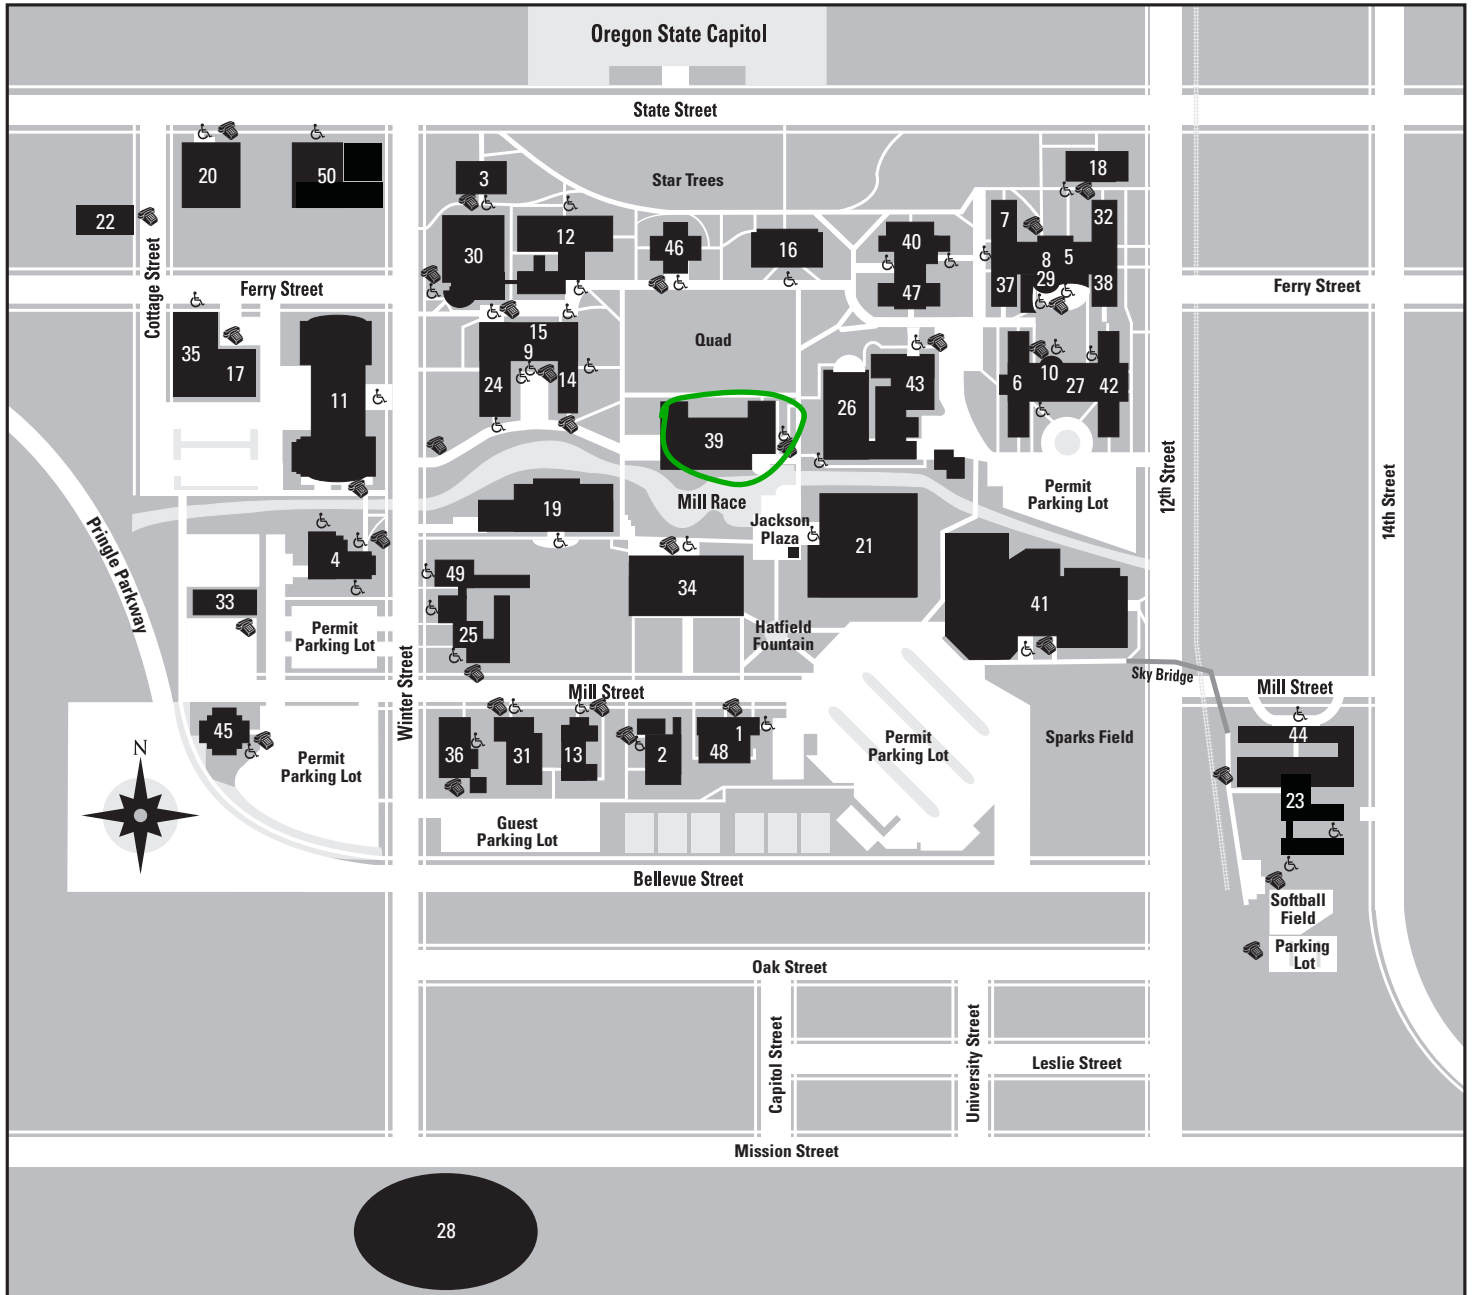 Oregon State Capitol
State Street
20
50
3
Star Trees
18
22
7
32
12
46
16
40
30
8
5
29
37
38
47
Cottage Street
Ferry Street
Ferry Street
15
9
Quad
35
17
24
14
43
6
10
27
42
11
26
39
12th Street
14th Street
Permit
Parking Lot
19
Mill Race
Jackson
Plaza
Pringle Parkway
4
21
49
34
33
41
Permit
Parking Lot
25
Hatfield
Fountain
Winter Street
Sky Bridge
Mill Street
Mill Street
45
N
Permit
Parking Lot
36
31
13
2
1
48
Permit
Parking Lot
Sparks Field
44
23
Guest
Parking Lot
Bellevue Street
Softball
Field
Parking
Lot
Oak Street
Capitol Street
University Street
Leslie Street
Mission Street
28